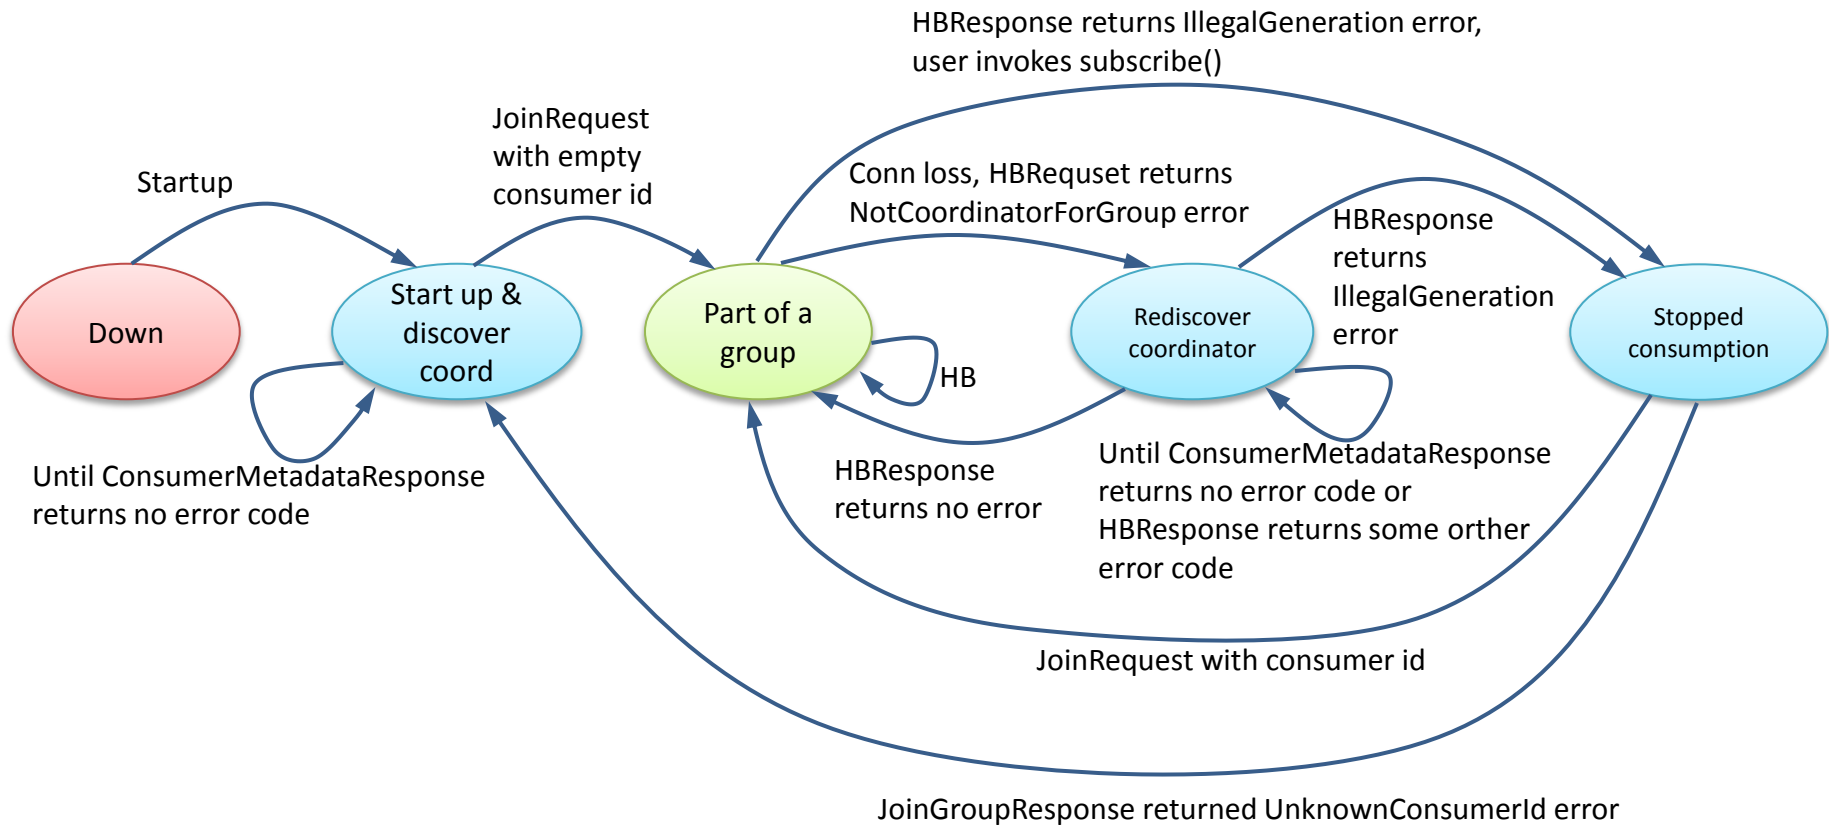 HBResponse returns IllegalGeneration error,
user invokes subscribe()
JoinRequest
with empty
consumer id
Startup
Conn loss, HBRequset returns
NotCoordinatorForGroup error
HBResponse
returns
IllegalGeneration
error
Down
Start up &
discover
coord
Part of a
group
Rediscover
coordinator
Stopped
consumption
HB
Until ConsumerMetadataResponse
returns no error code
HBResponse
returns no error
Until ConsumerMetadataResponse
returns no error code or
HBResponse returns some orther
error code
JoinRequest with consumer id
JoinGroupResponse returned UnknownConsumerId error